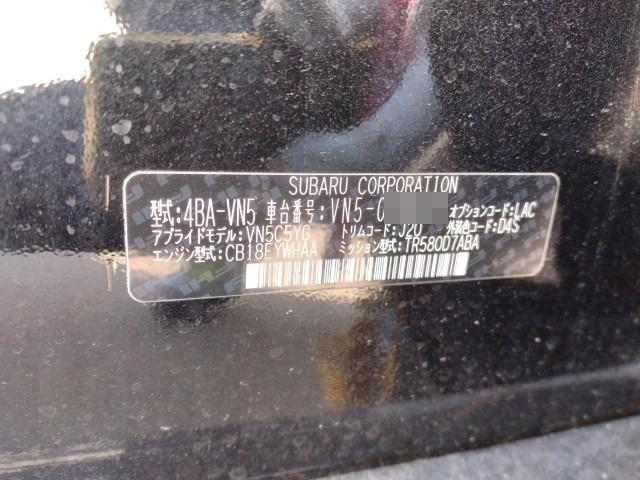 SUBARU CORPORATION
型式:4BA-VN5 車台番号:VN5-0 オプションコード:LAC
アプライドモデル:VN5C5YG トリムコード:J20 外装色コード:D4S
エンジン型式:CB18EYWHAA ミッション型式:TR580D7ABA